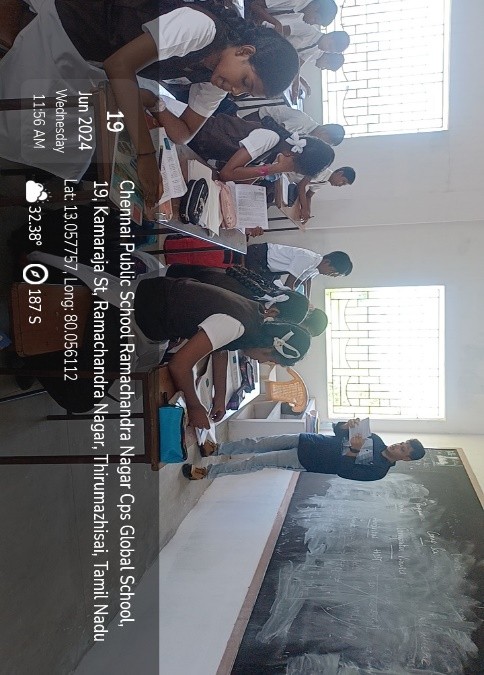 19
Jun 2024
Wednesday
11:56 AM
Chennai Public School Ramachandra Nagar Cps Global School,
19, Kamaraja St, Ramachandra Nagar, Thirumazhisai, Tamil Nadu
Lat: 13.057757, Long: 80.056112
32.38° 187 S